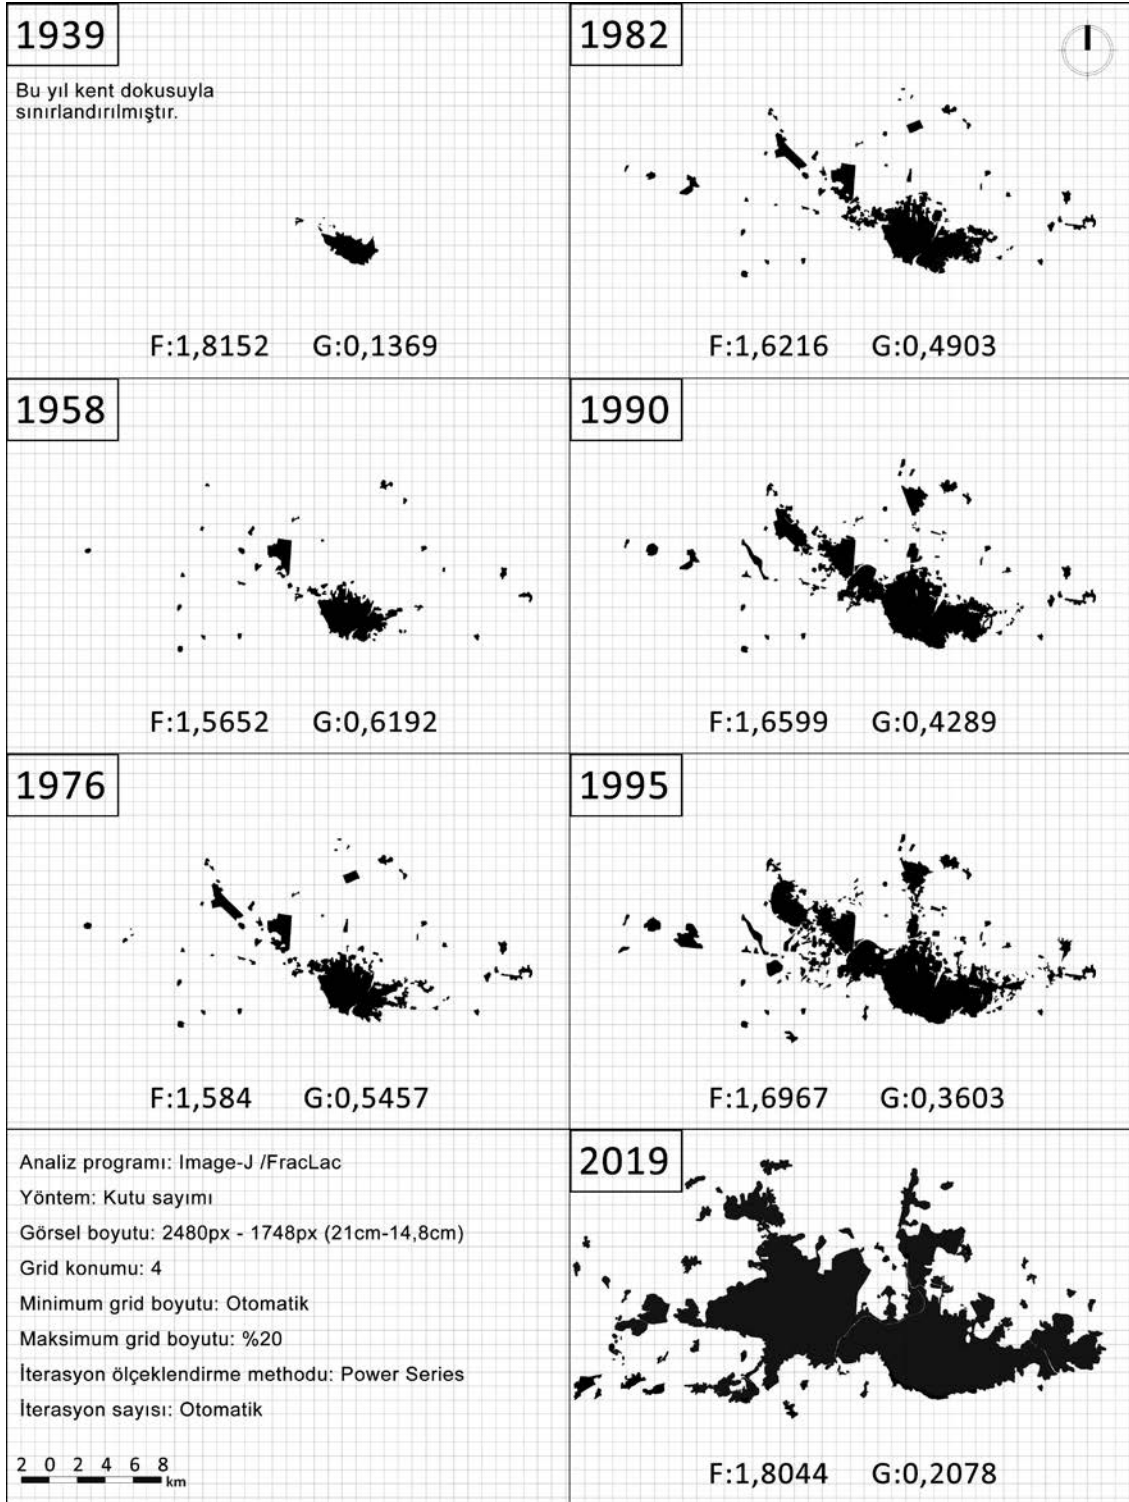 1939
Bu yıl kent dokusuyla
sınırlandırılmıştır.
F:1,8152 G:0,1369
1958
F:1,5652 G:0,6192
1976
F:1,584 G:0,5457
Analiz programı: Image-J /FracLac
Yöntem: Kutu sayımı
Görsel boyutu: 2480px - 1748px (21cm-14,8cm)
Grid konumu: 4
Minimum grid boyutu: Otomatik
Maksimum grid boyutu: %20
İterasyon ölçeklendirme methodu: Power Series
İterasyon sayısı: Otomatik
2 0 2 4 6 8
km
1982
F:1,6216 G:0,4903
1990
F:1,6599 G:0,4289
1995
F:1,6967 G:0,3603
2019
F:1,8044 G:0,2078